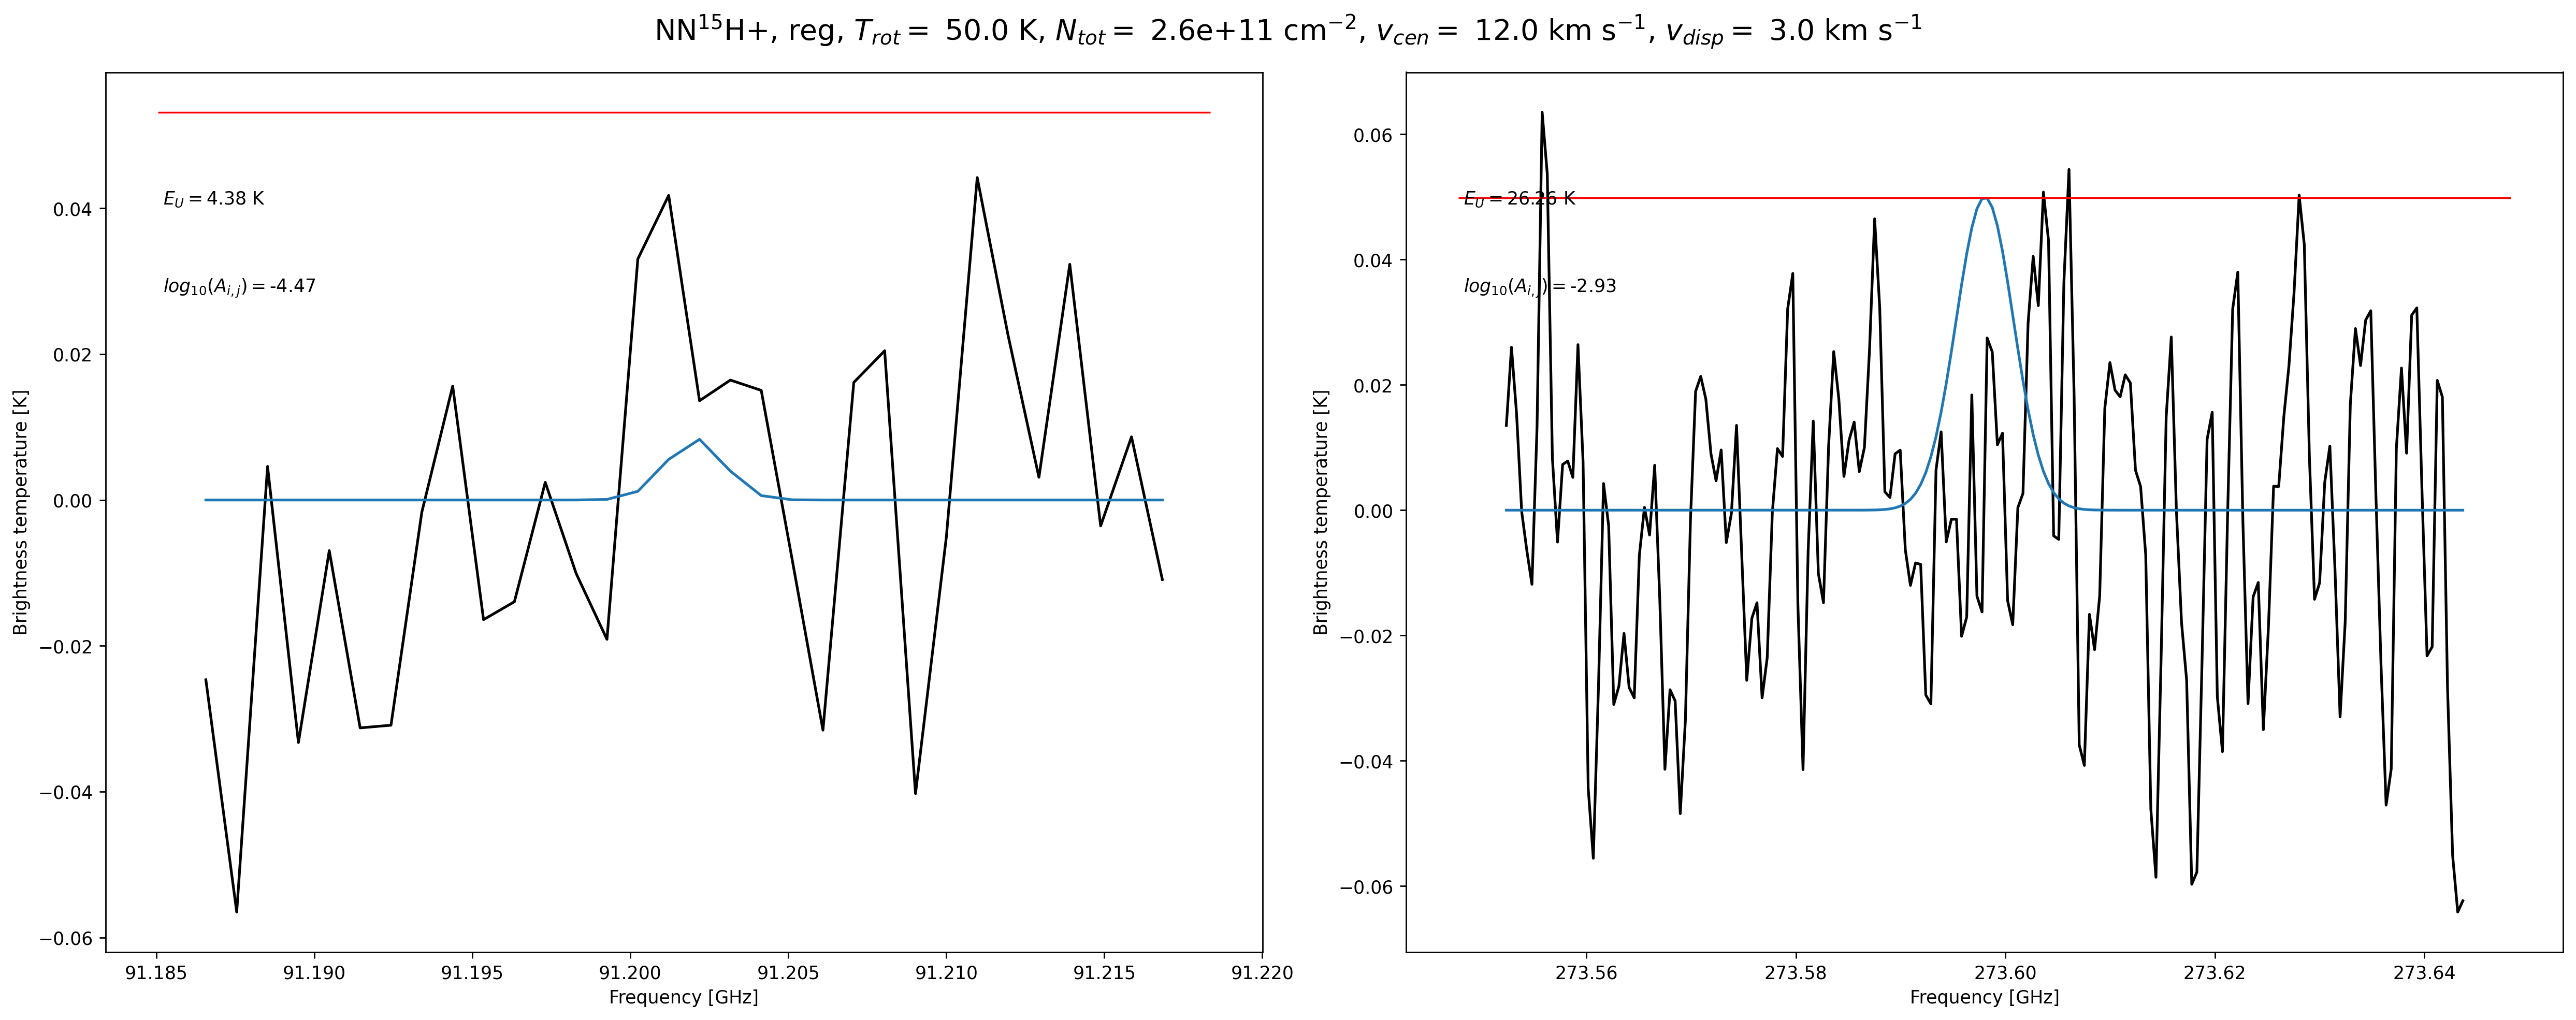 NN¹⁵H+, reg, T_rot = 50.0 K, N_tot = 2.6e+11 cm⁻², v_cen = 12.0 km s⁻¹, v_disp = 3.0 km s⁻¹
Brightness temperature [K]
0.04
0.02
0.00
−0.02
−0.04
−0.06
E_U = 4.38 K
log₁₀(A_i,j) = -4.47
91.185 91.190 91.195 91.200 91.205 91.210 91.215 91.220
Frequency [GHz]
Brightness temperature [K]
0.06
0.04
0.02
0.00
−0.02
−0.04
−0.06
E_U = 26.26 K
log₁₀(A_i,j) = -2.93
273.56 273.58 273.60 273.62 273.64
Frequency [GHz]